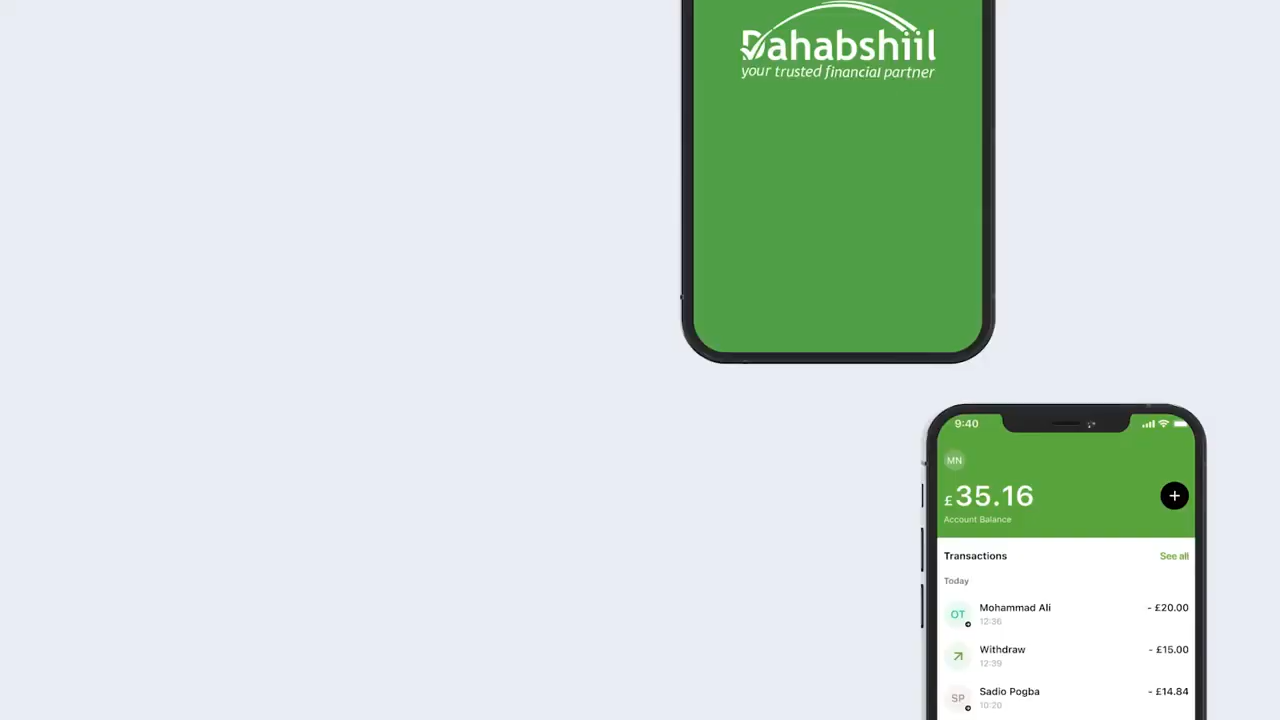 Dahabshiil
your trusted financial partner
9:40
MN
£35.16
Account Balance
Transactions
See all
Today
OT
Mohammad Ali
- £20.00
12:36
Withdraw
- £15.00
12:39
SP
Sadio Pogba
- £14.84
10:20